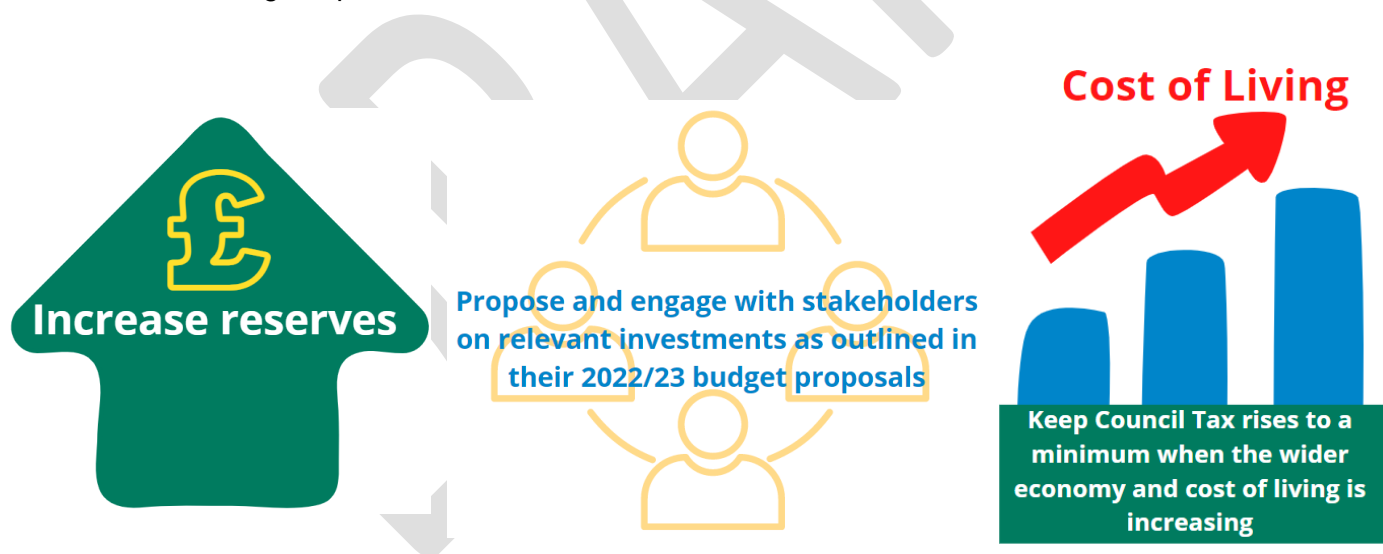 £
Increase reserves
Propose and engage with stakeholders
on relevant investments as outlined in
their 2022/23 budget proposals
Cost of Living
Keep Council Tax rises to a
minimum when the wider
economy and cost of living is
increasing